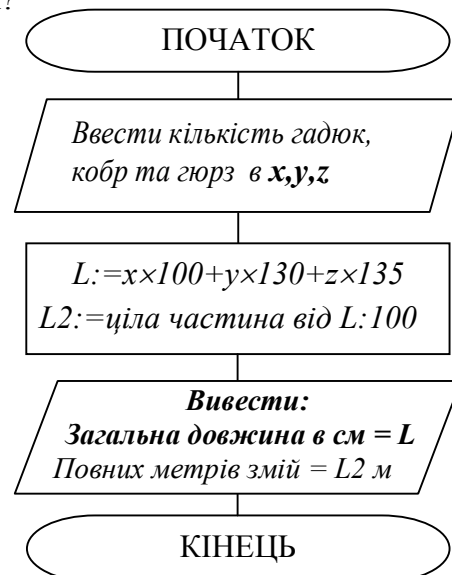 ПОЧАТОК
Ввести кількість гадюк,
кобр та гюрз в x,y,z
L:=x×100+y×130+z×135
L2:=ціла частина від L:100
Вивести:
Загальна довжина в см = L
Повних метрів змій = L2 м
КІНЕЦЬ